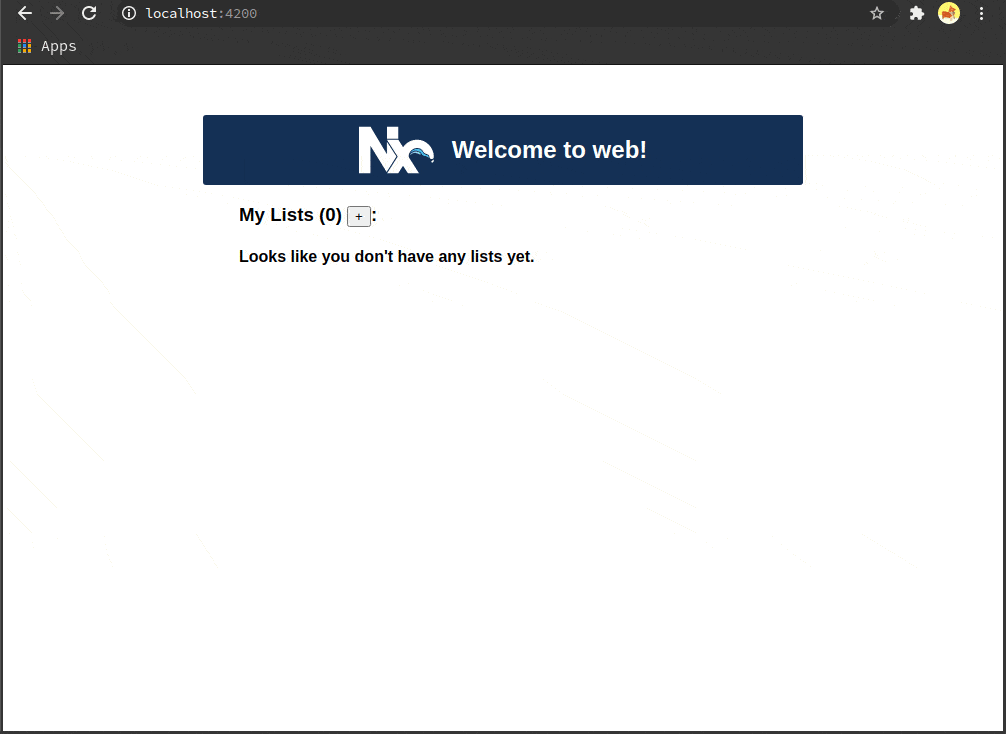 localhost:4200
Apps
Nx Welcome to web!
My Lists (0) + :
Looks like you don't have any lists yet.